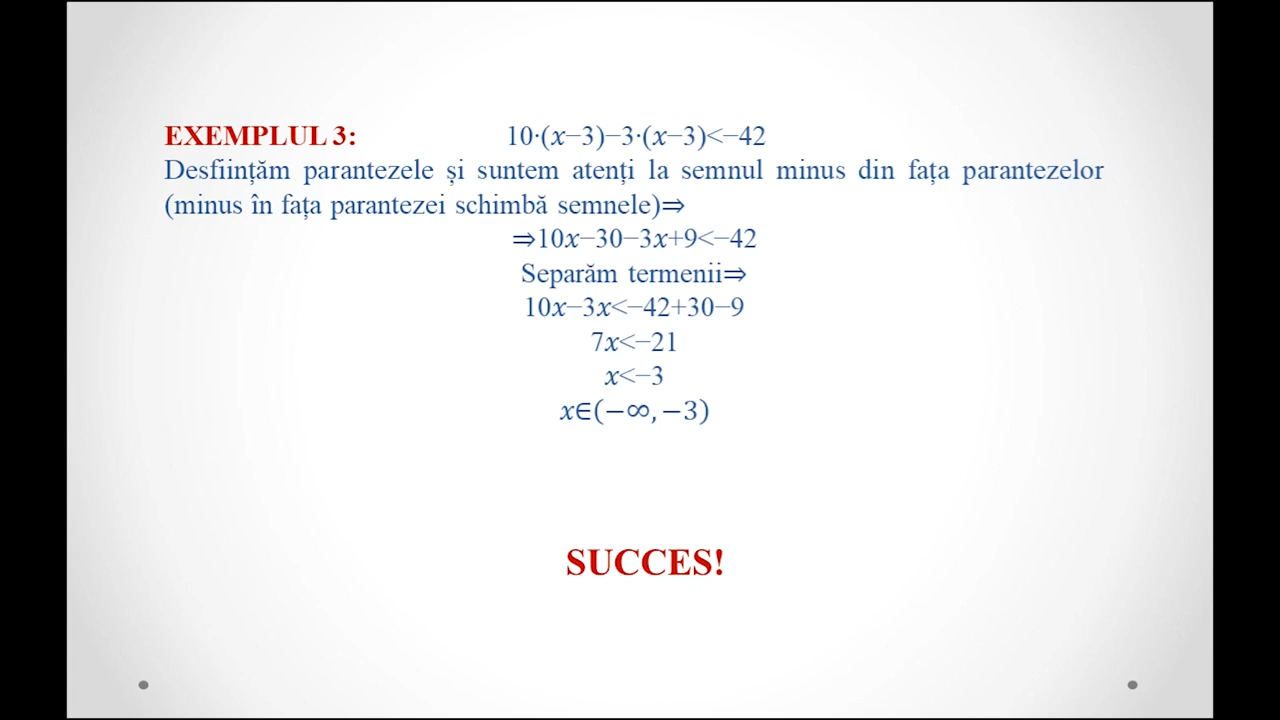 EXEMPLUL 3: 10·(x−3)−3·(x−3)<−42
Desființăm parantezele și suntem atenți la semnul minus din fața parantezelor
(minus în fața parantezei schimbă semnele)⇒
⇒10x−30−3x+9<−42
Separăm termenii⇒
10x−3x<−42+30−9
7x<−21
x<−3
x∈(−∞,−3)
SUCCES!